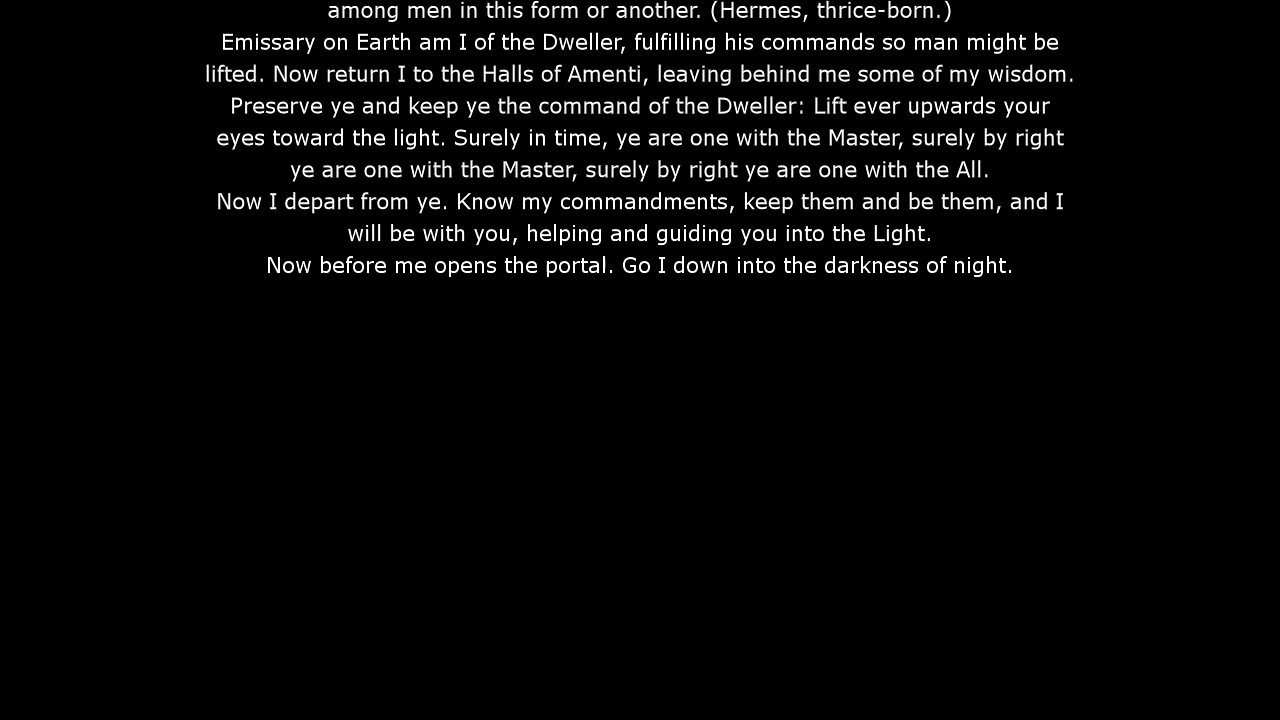 among men in this form or another. (Hermes, thrice-born.)
Emissary on Earth am I of the Dweller, fulfilling his commands so man might be
lifted. Now return I to the Halls of Amenti, leaving behind me some of my wisdom.
Preserve ye and keep ye the command of the Dweller: Lift ever upwards your
eyes toward the light. Surely in time, ye are one with the Master, surely by right
ye are one with the Master, surely by right ye are one with the All.
Now I depart from ye. Know my commandments, keep them and be them, and I
will be with you, helping and guiding you into the Light.
Now before me opens the portal. Go I down into the darkness of night.